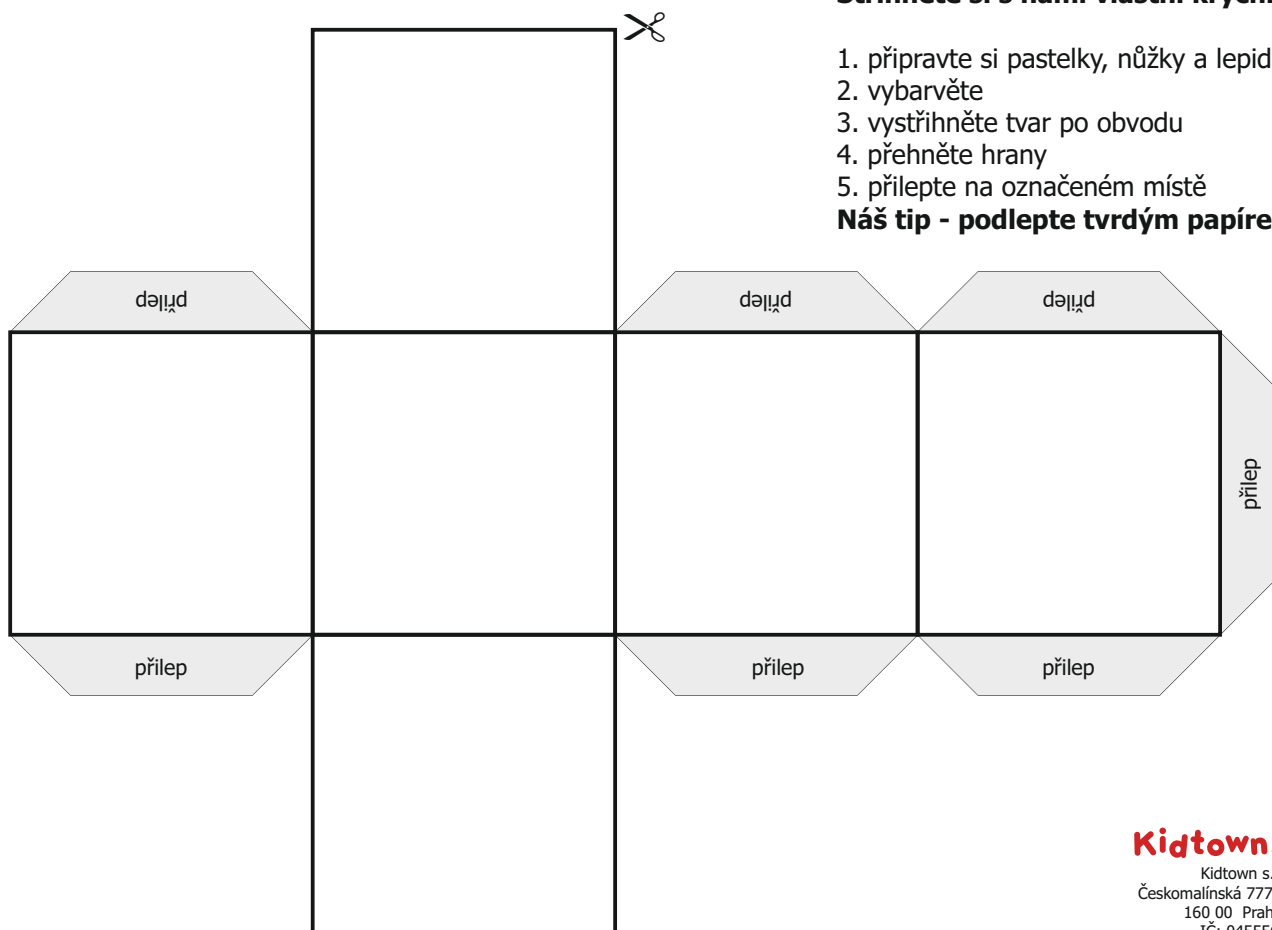 1. připravte si pastelky, nůžky a lepid
2. vybarvěte
3. vystřihněte tvar po obvodu
4. přehněte hrany
5. přilepte na označeném místě
Náš tip - podlepte tvrdým papíre
přilep
přilep
přilep
přilep
přilep
přilep
přilep
Kidtown
Kidtown s.
Českomalínská 777
160 00 Prah